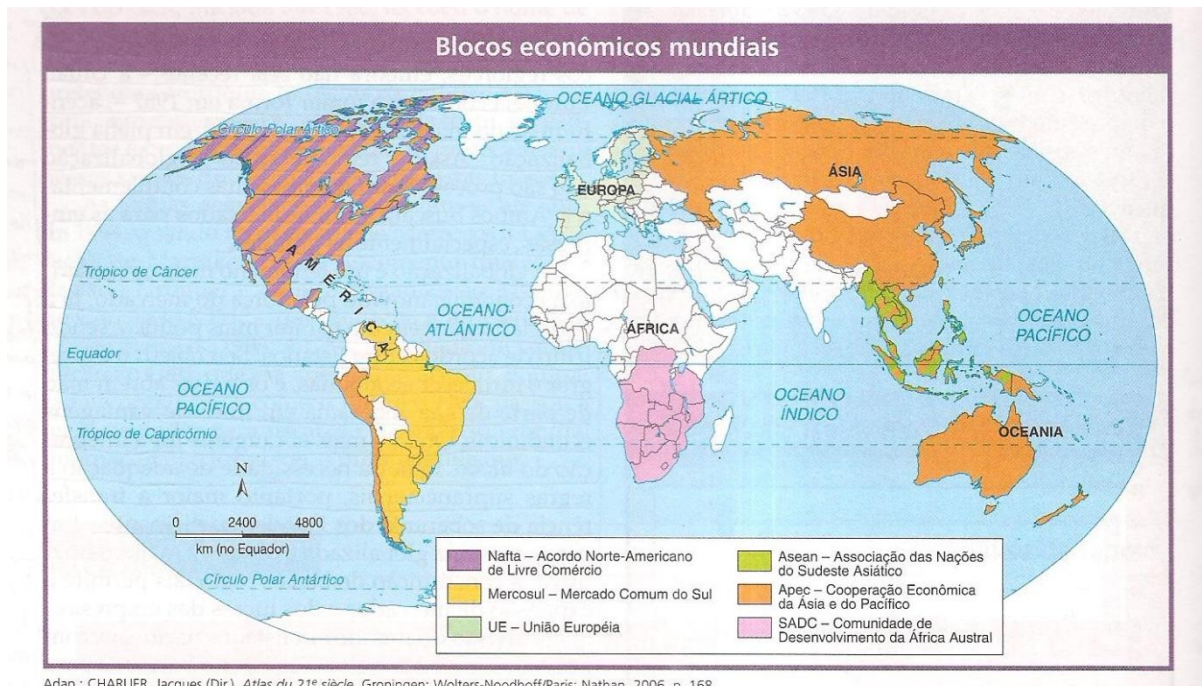 Blocos econômicos mundiais
OCEANO GLACIAL ÁRTICO
Círculo Polar Ártico
ÁSIA
EUROPA
AMÉRICA
Trópico de Câncer
OCEANO
ATLÂNTICO
OCEANO
PACÍFICO
ÁFRICA
Equador
OCEANO
PACÍFICO
OCEANO
ÍNDICO
Trópico de Capricórnio
OCEANIA
N
0 2400 4800
km (no Equador)
Círculo Polar Antártico
Nafta – Acordo Norte-Americano
de Livre Comércio
Mercosul – Mercado Comum do Sul
UE – União Européia
Asean – Associação das Nações
do Sudeste Asiático
Apec – Cooperação Econômica
da Ásia e do Pacífico
SADC – Comunidade de
Desenvolvimento da África Austral
Adap.: CHARLIER, Jacques (Dir.). Atlas du 21e siècle. Groningen: Wolters-Noordhoff/Paris: Nathan, 2006. p. 168.